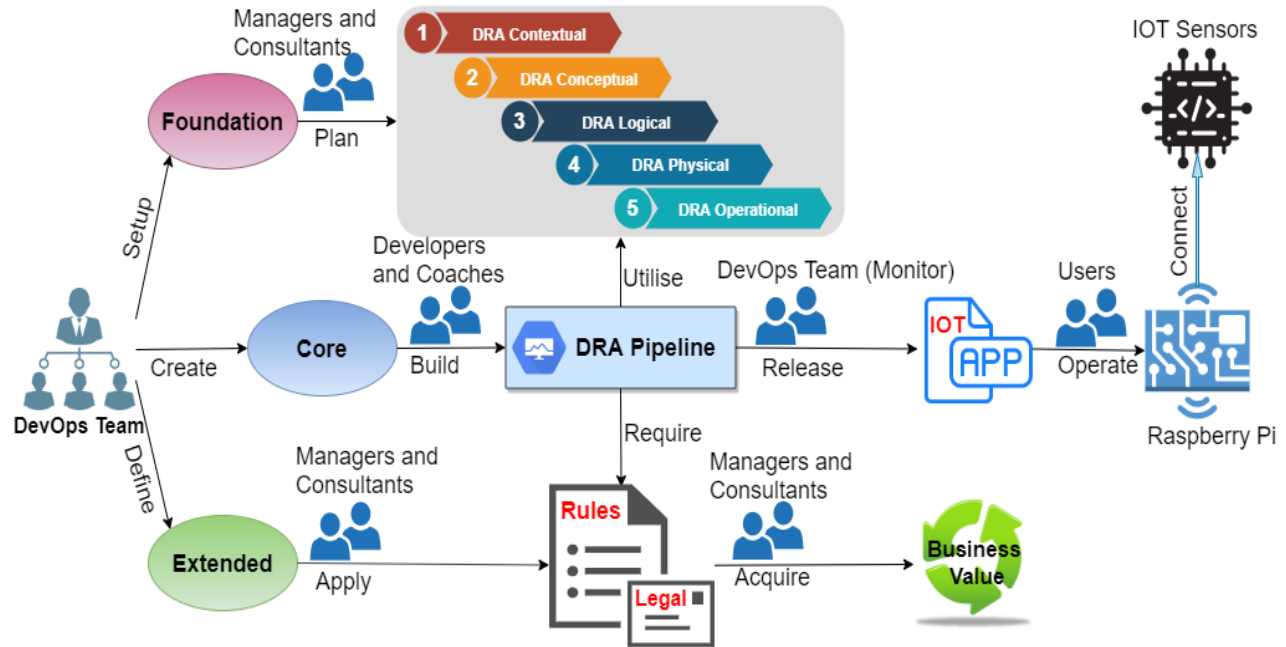 Managers and
Consultants
Foundation
Plan
Setup
1 DRA Contextual
2 DRA Conceptual
3 DRA Logical
4 DRA Physical
5 DRA Operational
IOT Sensors
</>
Connect
DevOps Team
Create
Core
Developers
and Coaches
Build
Utilise
DRA Pipeline
DevOps Team (Monitor)
Release
IOT
APP
Users
Operate
Raspberry Pi
Require
Define
Extended
Managers and
Consultants
Apply
Rules
Legal
Managers and
Consultants
Acquire
Business
Value